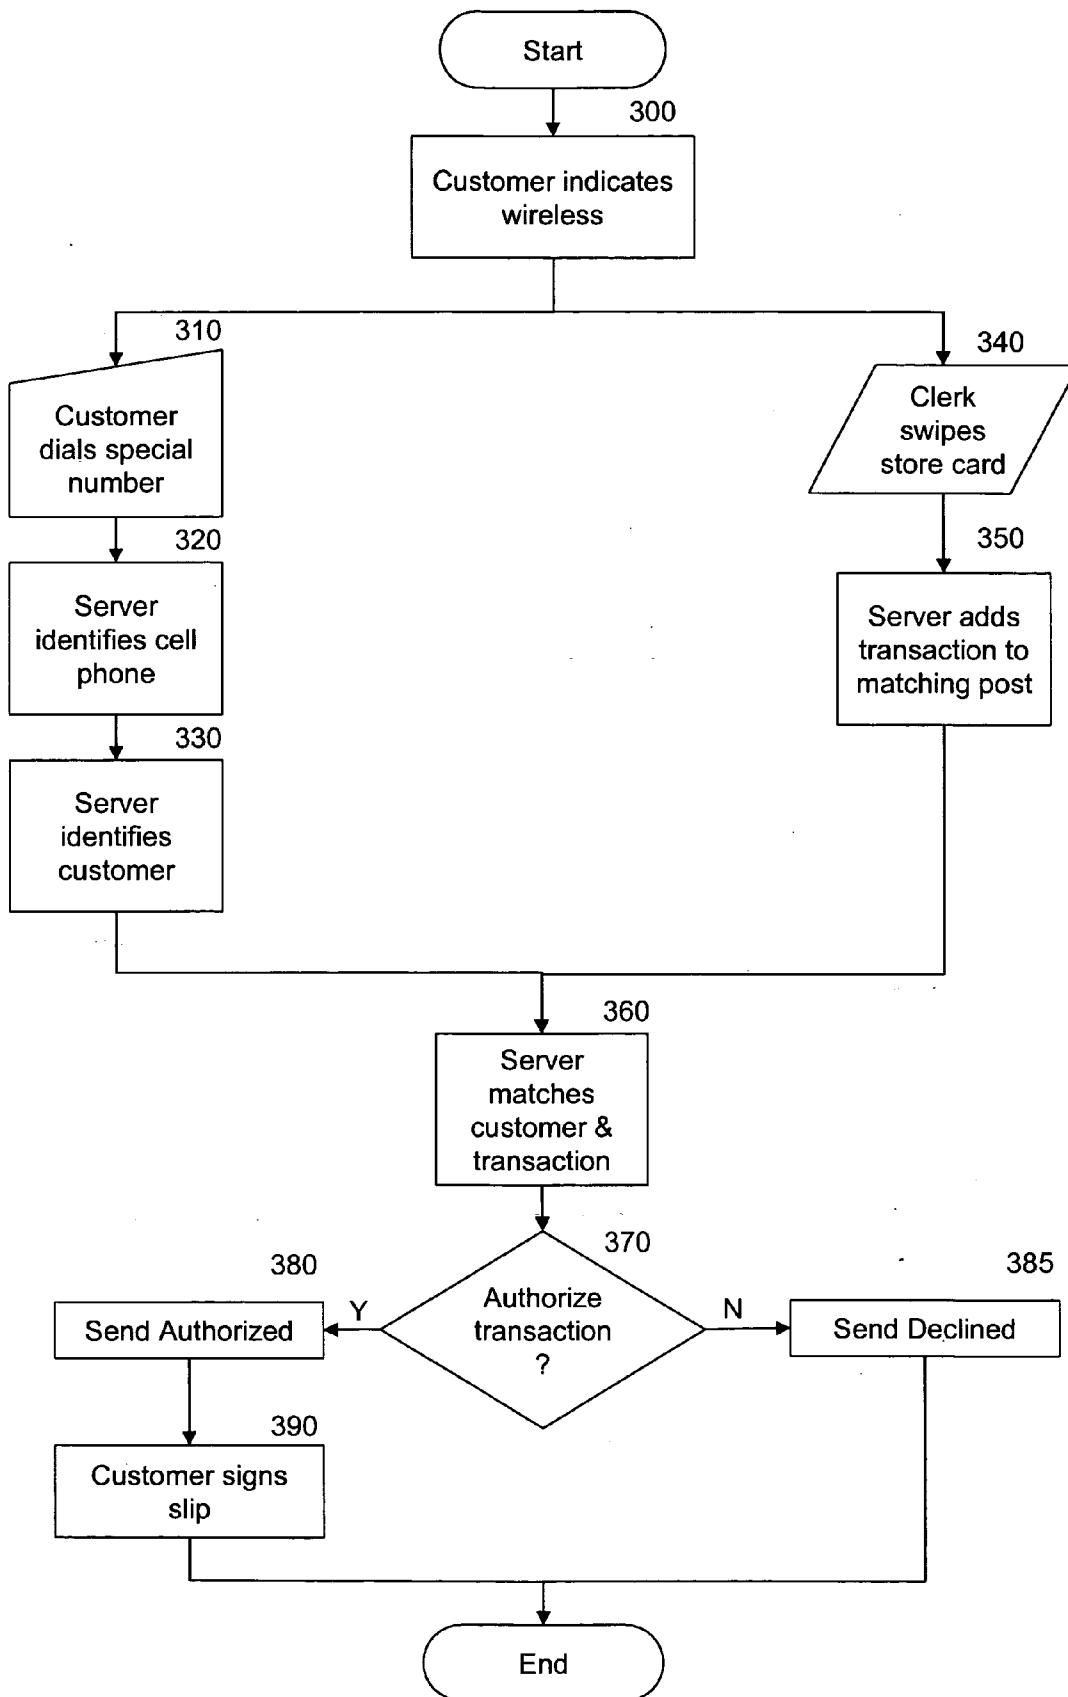 Start
300
Customer indicates
wireless
310
Customer
dials special
number
320
Server
identifies cell
phone
330
Server
identifies
customer
340
Clerk
swipes
store card
350
Server adds
transaction to
matching post
360
Server
matches
customer &
transaction
370
Authorize
transaction
?
Y
N
380
Send Authorized
385
Send Declined
390
Customer signs
slip
End